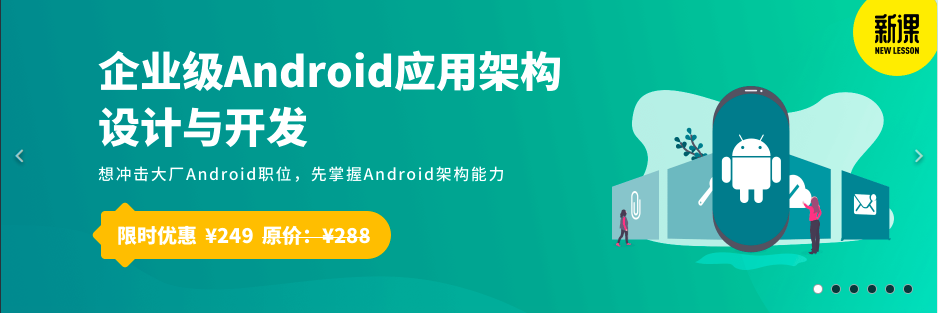 新课
NEW LESSON
企业级Android应用架构
设计与开发
想冲击大厂Android职位，先掌握Android架构能力
限时优惠 ¥249 原价：¥288